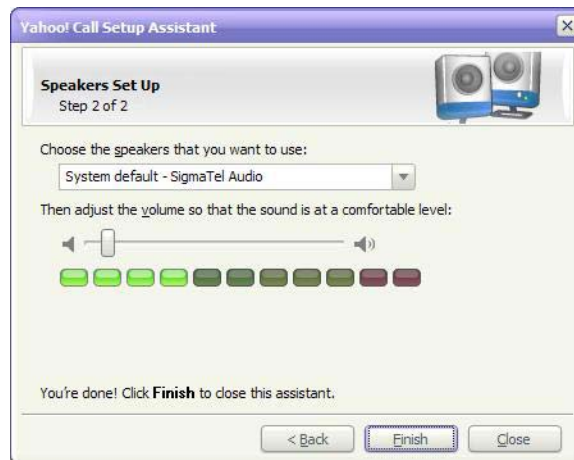 Yahoo! Call Setup Assistant
Speakers Set Up
Step 2 of 2
Choose the speakers that you want to use:
System default - SigmaTel Audio
Then adjust the volume so that the sound is at a comfortable level:
You're done! Click Finish to close this assistant.
< Back
Finish
Close